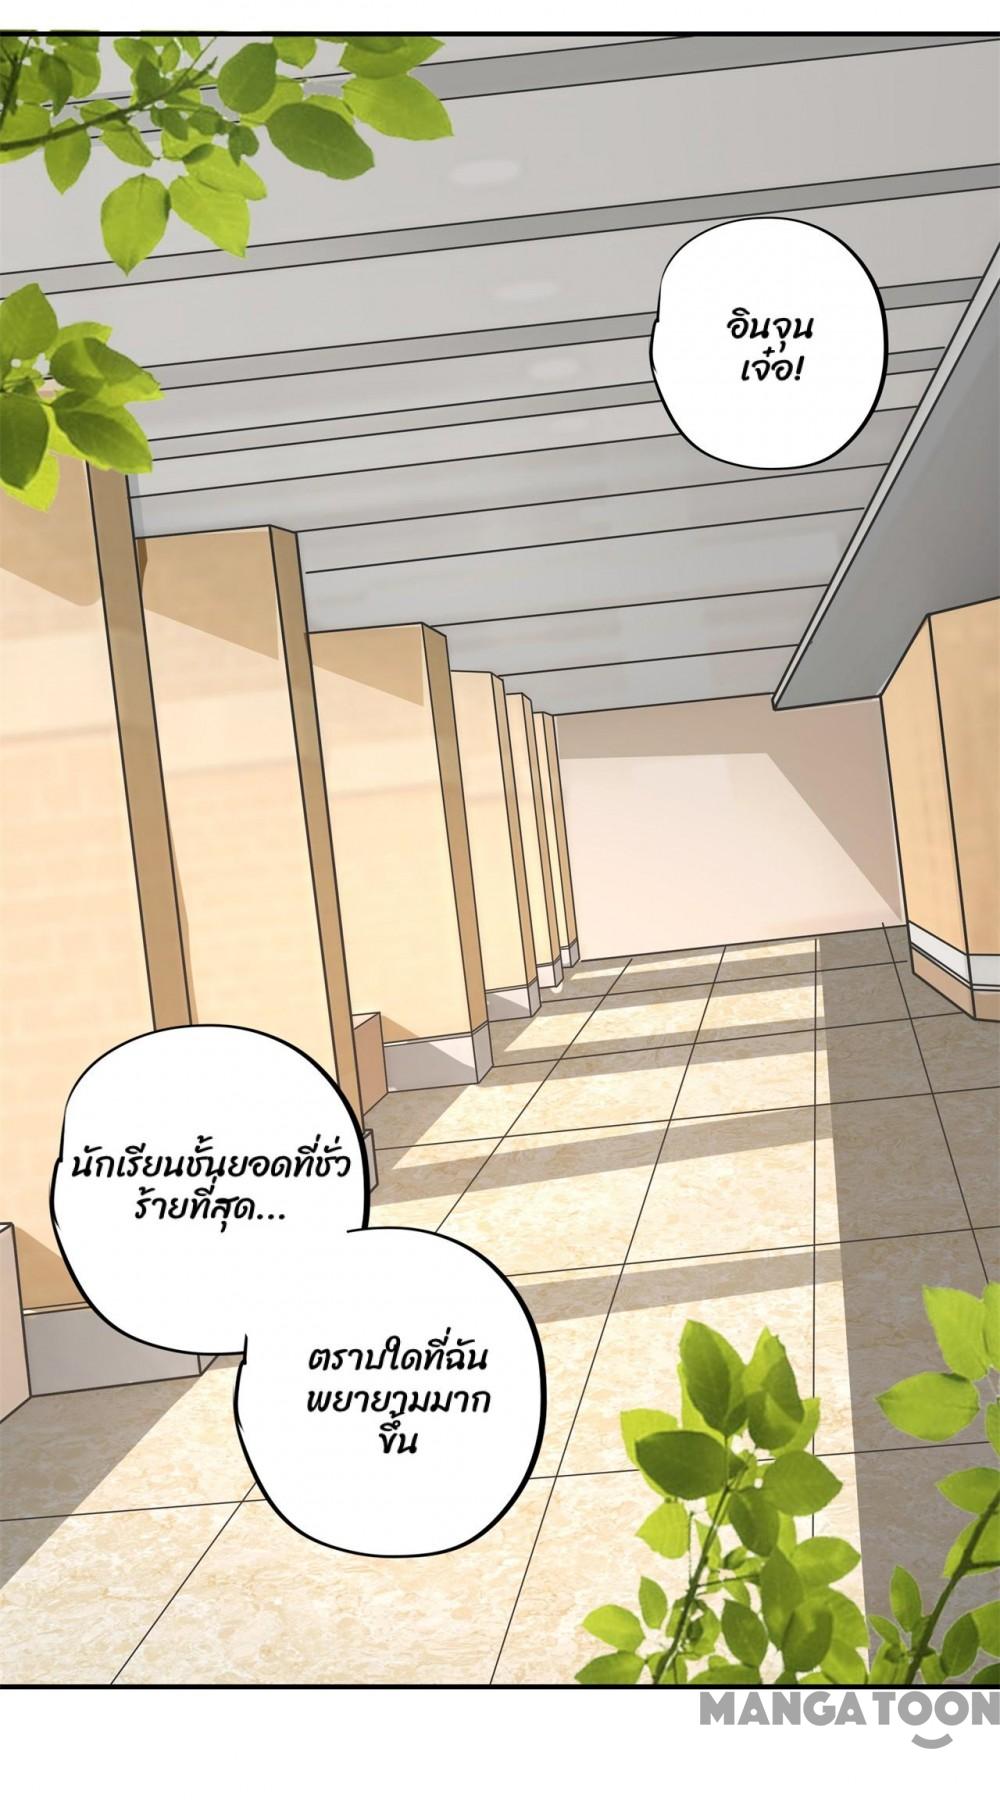 อินจุน
เจ๋อ!
นักเรียนชั้นยอดที่ชั่ว
ร้ายที่สุด...
ตราบใดที่ฉัน
พยายามมาก
ขึ้น
MANGATOON